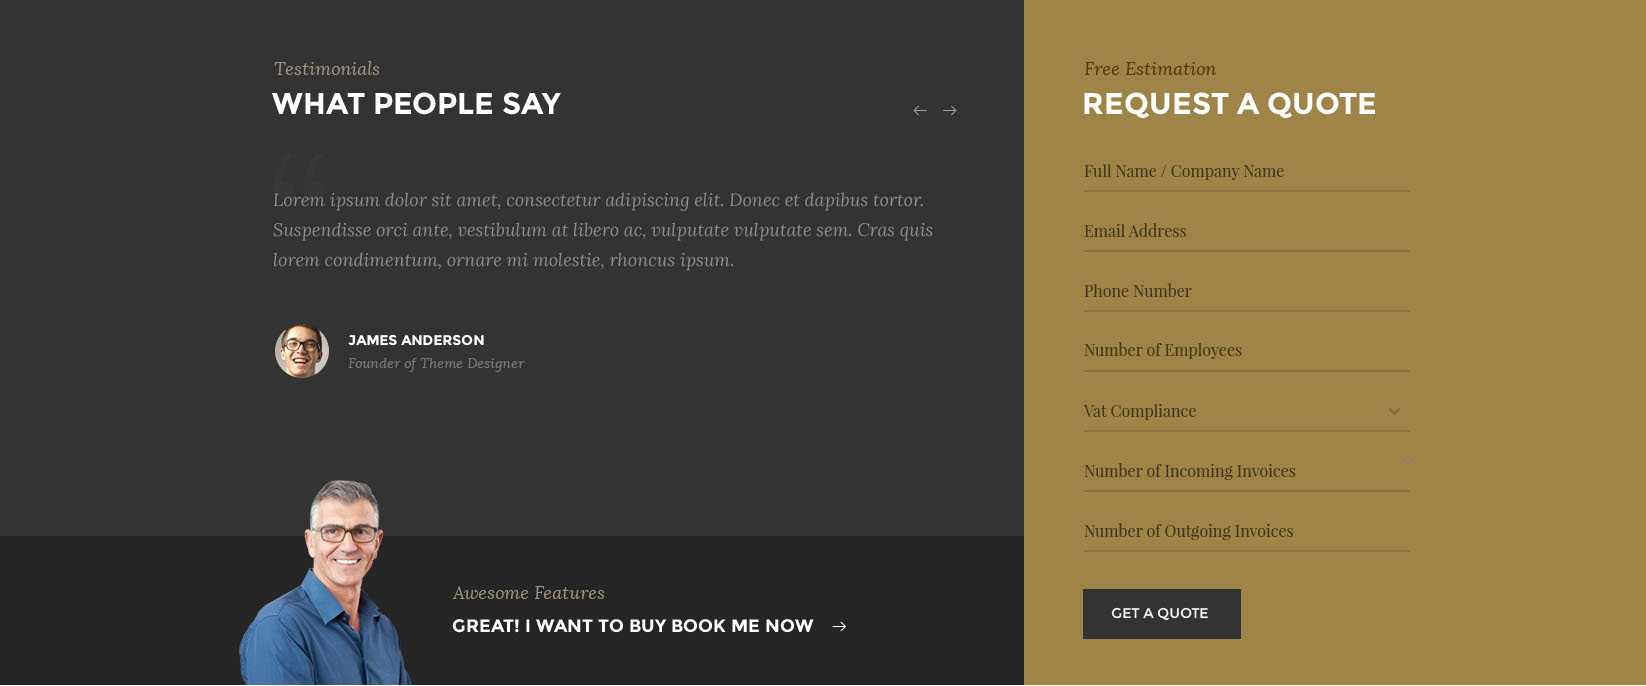 Testimonials
WHAT PEOPLE SAY
Lorem ipsum dolor sit amet, consectetur adipiscing elit. Donec et dapibus tortor.
Suspendisse orci ante, vestibulum at libero ac, vulputate vulputate sem. Cras quis
lorem condimentum, ornare mi molestie, rhoncus ipsum.
JAMES ANDERSON
Founder of Theme Designer
Awesome Features
GREAT! I WANT TO BUY BOOK ME NOW
Free Estimation
REQUEST A QUOTE
Full Name / Company Name
Email Address
Phone Number
Number of Employees
Vat Compliance
Number of Incoming Invoices
Number of Outgoing Invoices
GET A QUOTE